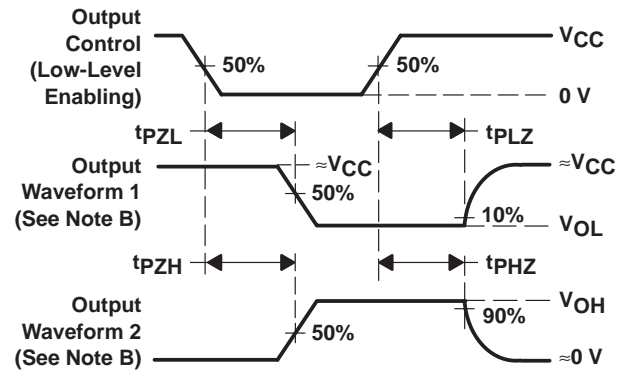 Output
Control
(Low-Level
Enabling)
50%
50%
VCC
0 V
tPZL
tPLZ
Output
Waveform 1
(See Note B)
≈VCC
50%
10%
≈VCC
VOL
tPZH
tPHZ
Output
Waveform 2
(See Note B)
50%
90%
VOH
≈0 V